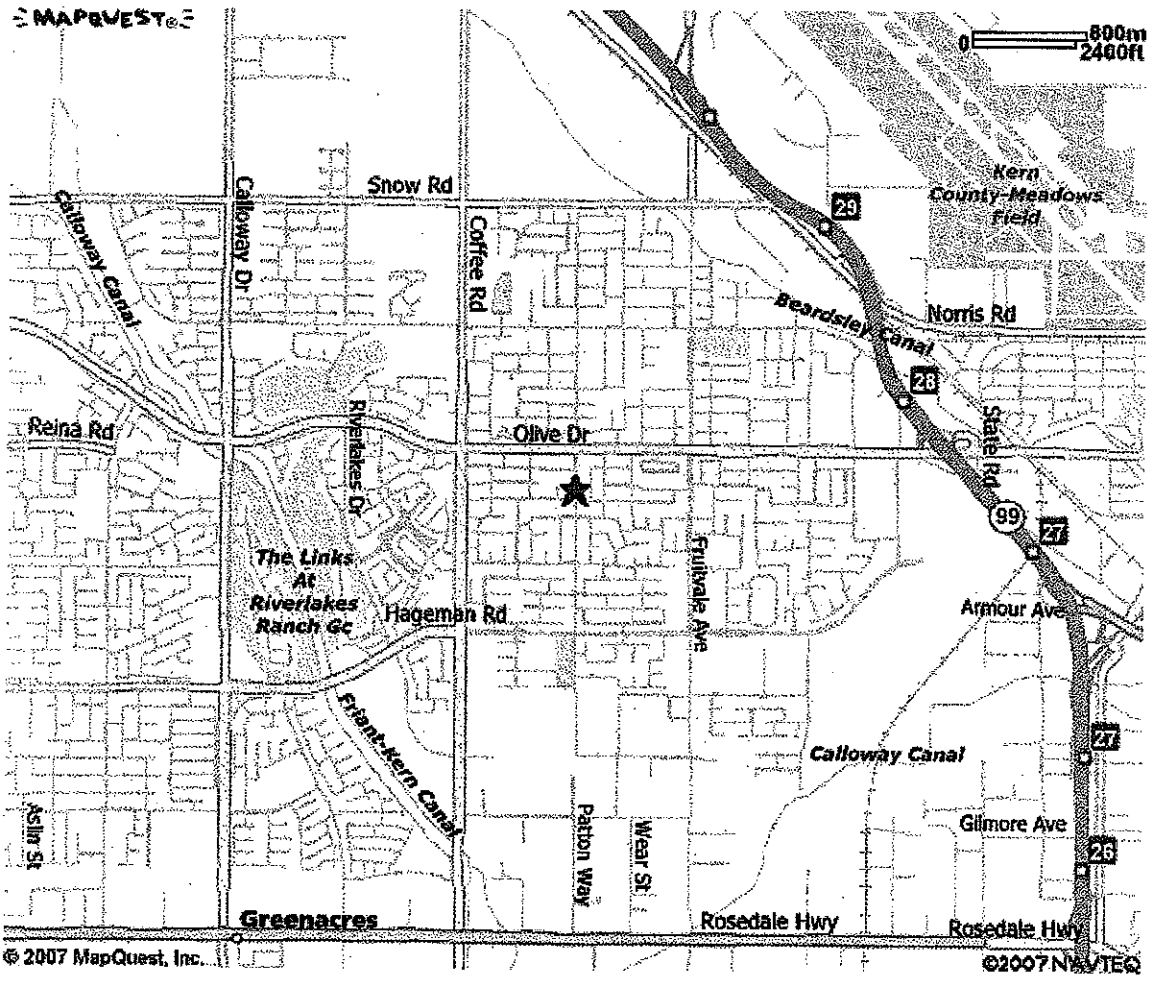 MAPQUEST®
0 800m
2400ft
Kern
County-Meadows
Field
Snow Rd
29
Calloway Canal
Calloway Dr
Coffee Rd
Beardsley Canal
Norris Rd
28
Reina Rd
Riverlakes Dr
Olive Dr
State Rd
99
27
The Links
At
Riverlakes
Ranch Gc
Fruitvale Ave
Hageman Rd
Armour Ave
Friant-Kern Canal
27
Calloway Canal
Aslin St
Patton Way
Wear St
Gilmore Ave
26
Greenacres
Rosedale Hwy
Rosedale Hwy
© 2007 MapQuest, Inc.
©2007 NAVTEQ